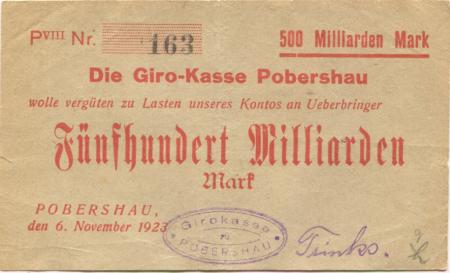 PVIII Nr. 163
500 Milliarden Mark
Die Giro-Kasse Pobershau
wolle vergüten zu Lasten unseres Kontos an Ueberbringer
Fünfhundert Milliarden
Mark
POBERSHAU,
den 6. November 1923
Girokasse
zu
POBERSHAU
Trinks.